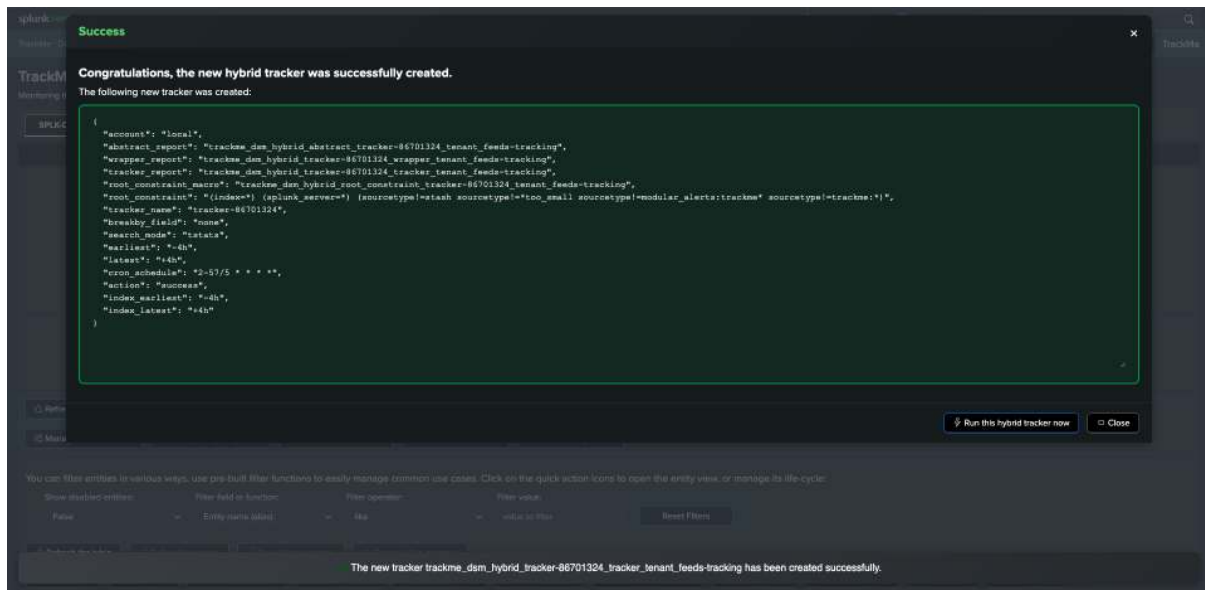 splunk
Success
TrackMe
TrackM
Congratulations, the new hybrid tracker was successfully created.
The following new tracker was created:
{
"account": "local",
"abstract_report": "trackme_dsm_hybrid_abstract_tracker-86701324_tenant_feeds-tracking",
"wrapper_report": "trackme_dsm_hybrid_tracker-86701324_wrapper_tenant_feeds-tracking",
"tracker_report": "trackme_dsm_hybrid_tracker-86701324_tracker_tenant_feeds-tracking",
"root_constraint_macro": "trackme_dsm_hybrid_root_constraint_tracker-86701324_tenant_feeds-tracking",
"root_constraint": "(index=*) (splunk_server=*) (sourcetype!=stash sourcetype!=*too_small sourcetype!=modular_alerts:trackme* sourcetype!=trackme:*)",
"tracker_name": "tracker-86701324",
"breakby_field": "none",
"search_mode": "tstats",
"earliest": "-4h",
"latest": "+4h",
"cron_schedule": "2-57/5 * * * *",
"action": "success",
"index_earliest": "-4h",
"index_latest": "+4h"
}
Run this hybrid tracker now
Close
You can filter entities in various ways, use pre-built filter functions to easily manage common use cases. Click on the quick action icons to open the entity view, or manage its life-cycle:
Show disabled entities:
Filter field or function:
Filter operator:
Filter value:
False
Entity name (alias)
like
value to filter
Reset Filters
The new tracker trackme_dsm_hybrid_tracker-86701324_tracker_tenant_feeds-tracking has been created successfully.